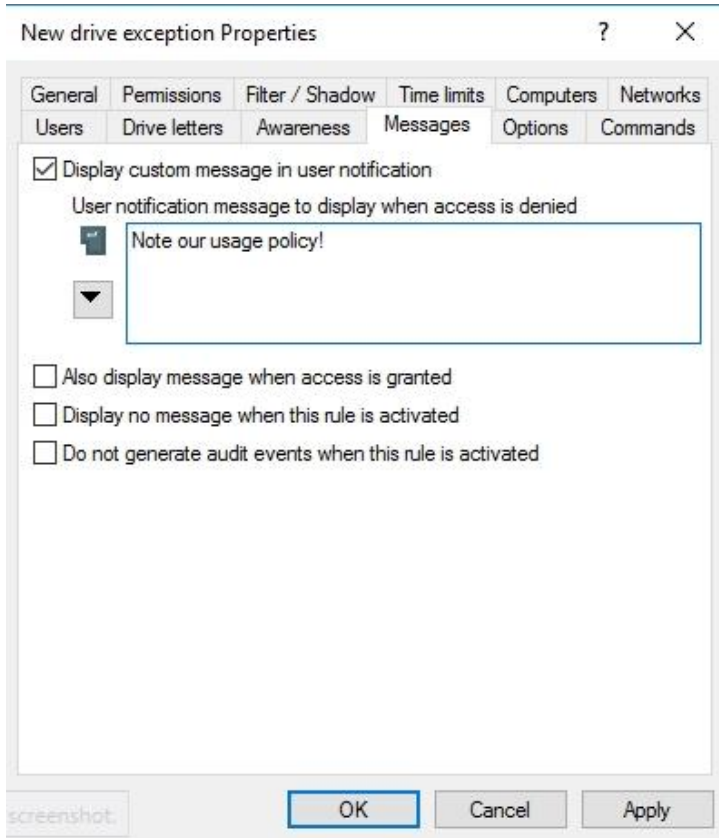 New drive exception Properties ?
General Permissions Filter / Shadow Time limits Computers Networks
Users Drive letters Awareness Messages Options Commands
Display custom message in user notification
User notification message to display when access is denied
Note our usage policy!
Also display message when access is granted
Display no message when this rule is activated
Do not generate audit events when this rule is activated
screenshot.
OK Cancel Apply